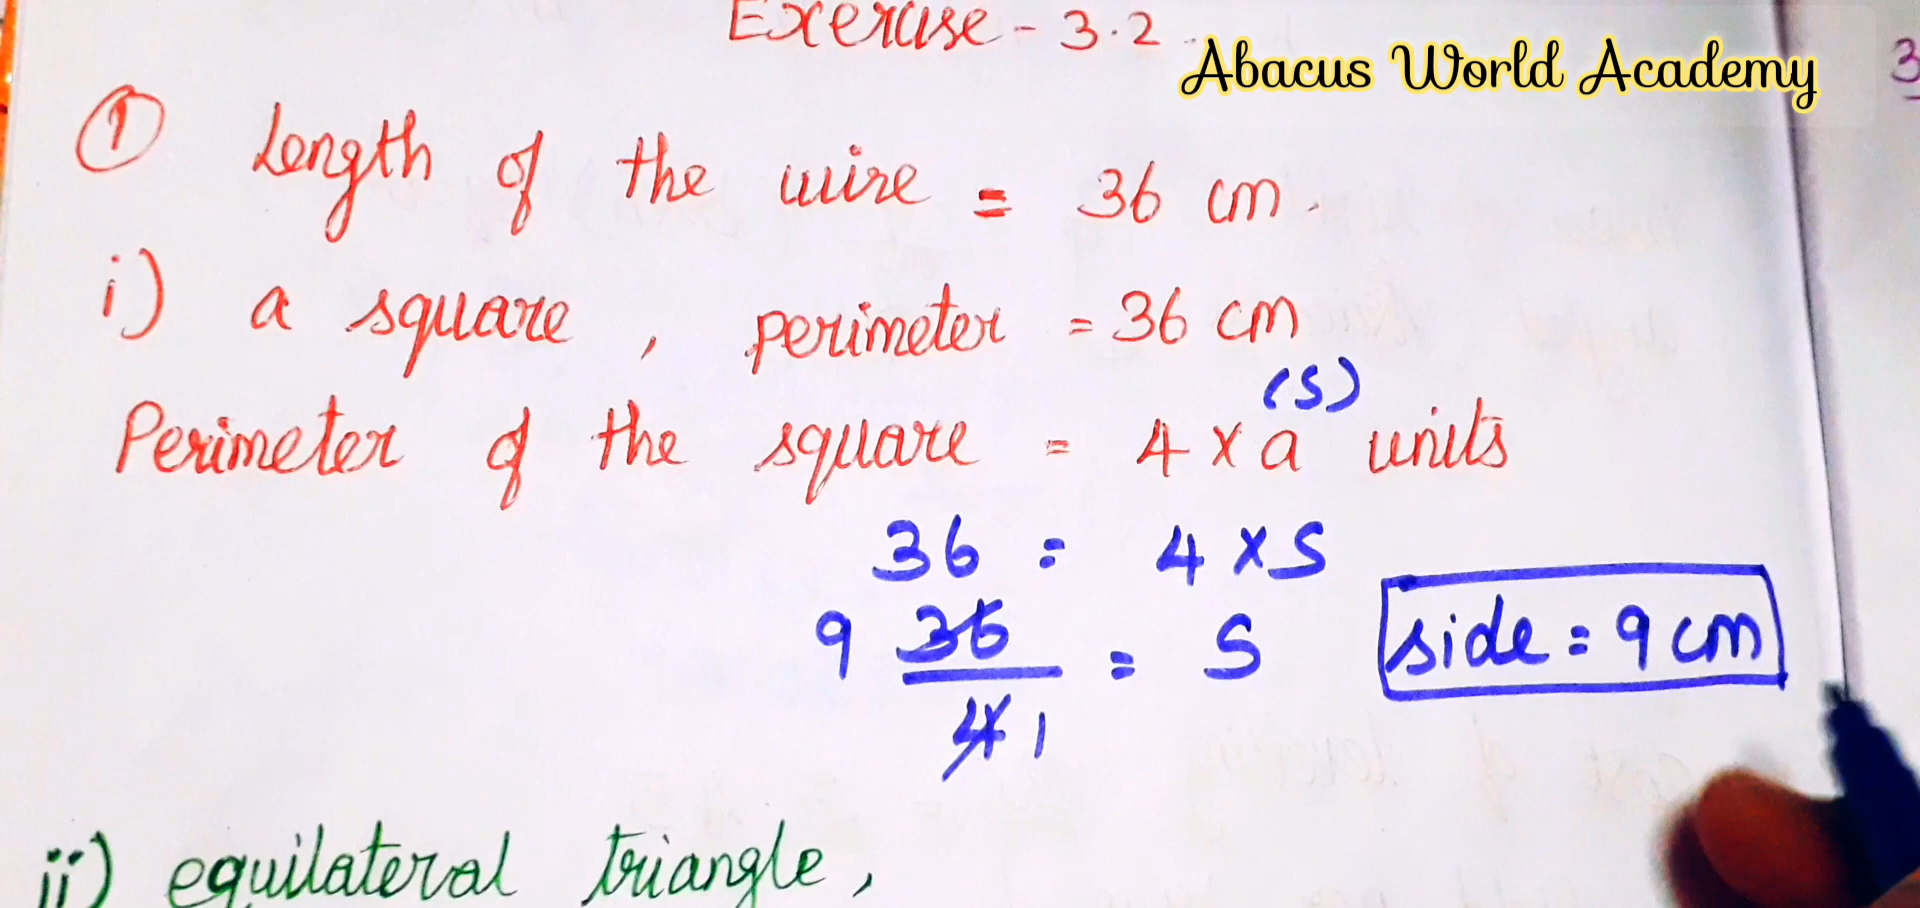 Exercise - 3.2
Abacus World Academy
3
① Length of the wire = 36 cm.
i) a square, perimeter = 36 cm
(S)
Perimeter of the square = 4 x a units
36 = 4 x S
9 36 = S
4 1
side = 9 cm
ii) equilateral triangle,